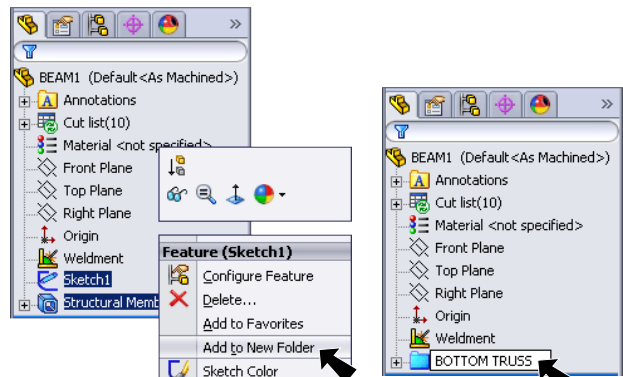 BEAM1 (Default<As Machined>)
Annotations
Cut list(10)
Material <not specified>
Front Plane
Top Plane
Right Plane
Origin
Weldment
Sketch1
Structural Memb
Feature (Sketch1)
Configure Feature
Delete...
Add to Favorites
Add to New Folder
Sketch Color
BEAM1 (Default<As Machined>)
Annotations
Cut list(10)
Material <not specified>
Front Plane
Top Plane
Right Plane
Origin
Weldment
BOTTOM TRUSS